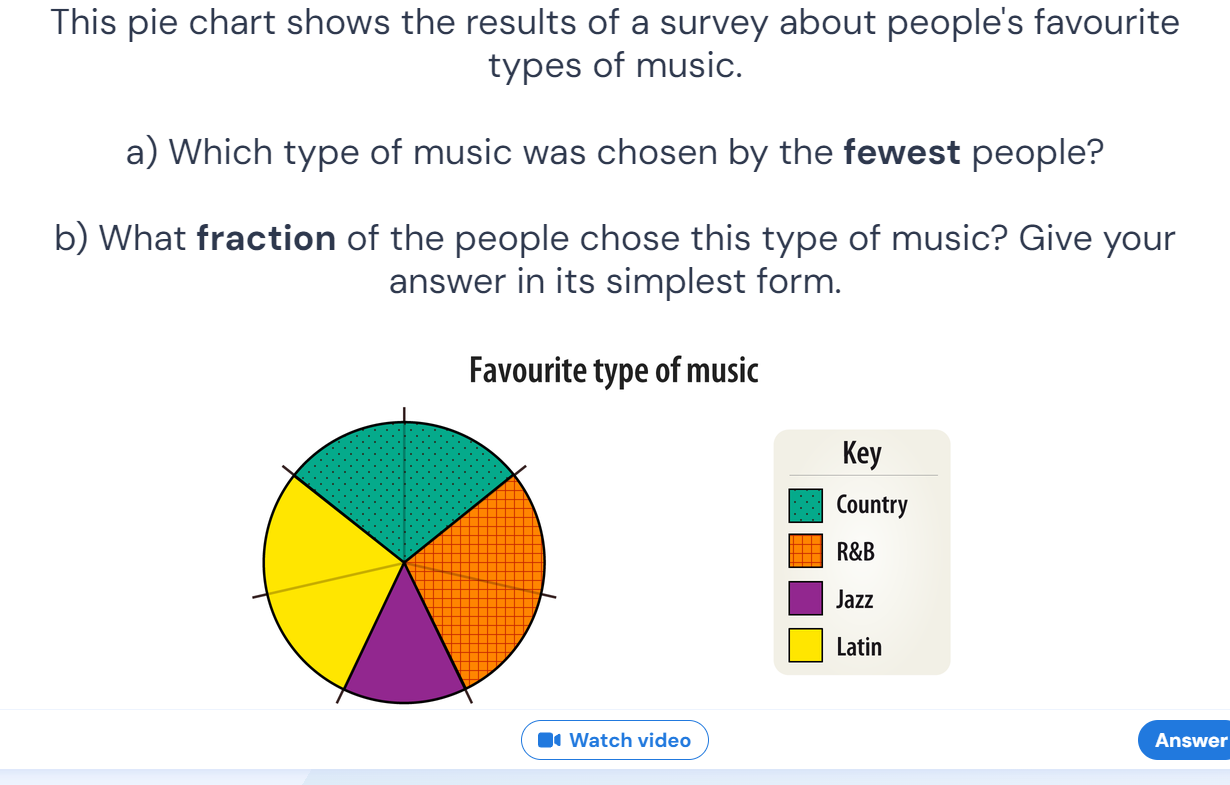 This pie chart shows the results of a survey about people's favourite
types of music.
a) Which type of music was chosen by the fewest people?
b) What fraction of the people chose this type of music? Give your
answer in its simplest form.
Favourite type of music
Key
Country
R&B
Jazz
Latin
Watch video
Answer